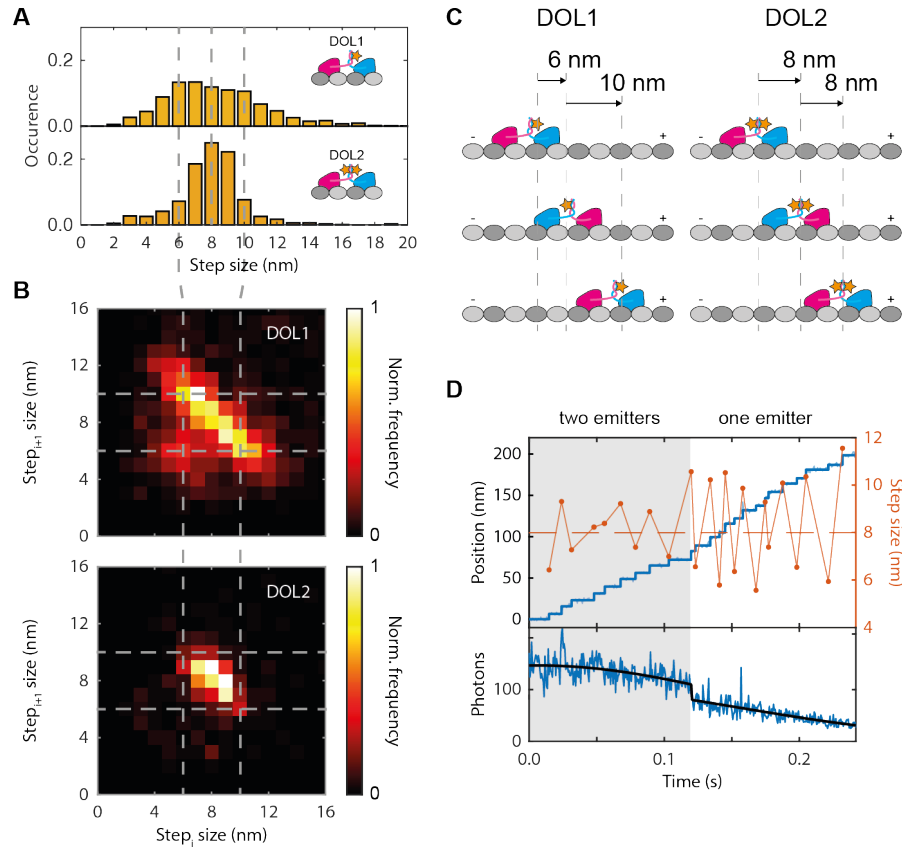 A
0.2
0.0
0.2
0.0
Occurence
DOL1
DOL2
0 2 4 6 8 10 12 14 16 18 20
Step size (nm)
B
16
12
8
4
0
Step i+1 size (nm)
DOL1
1
0
Norm. frequency
16
12
8
4
0
Step i+1 size (nm)
DOL2
1
0
Norm. frequency
0 4 8 12 16
Step i size (nm)
C
DOL1 DOL2
6 nm
10 nm
8 nm
8 nm
- + - +
- + - +
- + - +
D
two emitters one emitter
200
150
100
50
0
Position (nm)
12
10
8
6
4
Step size (nm)
100
0
Photons
0.0 0.1 0.2
Time (s)